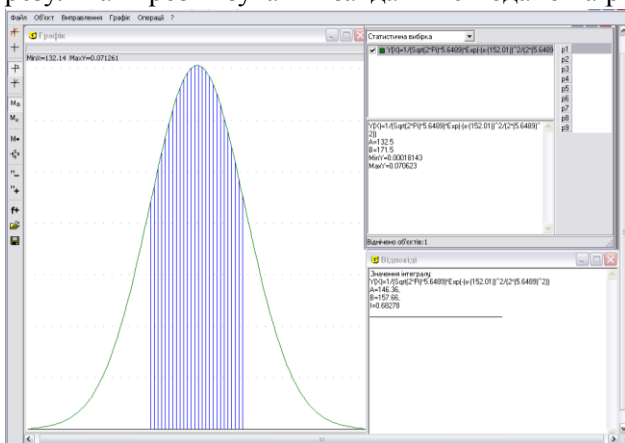 Файл Об'єкт Виправлення Графік Операції ?
Графік
MinX=132.14 MaxY=0.071261
Статистична вибірка
Y(X)=1/(Sqrt(2*Pi)*5.6489)*Exp(-(x-(152.01))^2/(2*(5.6489)
p1
p2
p3
p4
p5
p6
p7
p8
p9
Y(X)=1/(Sqrt(2*Pi)*5.6489)*Exp(-(x-(152.01))^2/(2*(5.6489)^
2))
A=132.5
B=171.5
MinY=0.00018143
MaxY=0.070623
Відмічено об'єктів:1
Відповіді
Значення інтегралу:
Y(X)=1/(Sqrt(2*Pi)*5.6489)*Exp(-(x-(152.01))^2/(2*(5.6489)^2))
A=146.36,
B=157.66,
I=0.68278